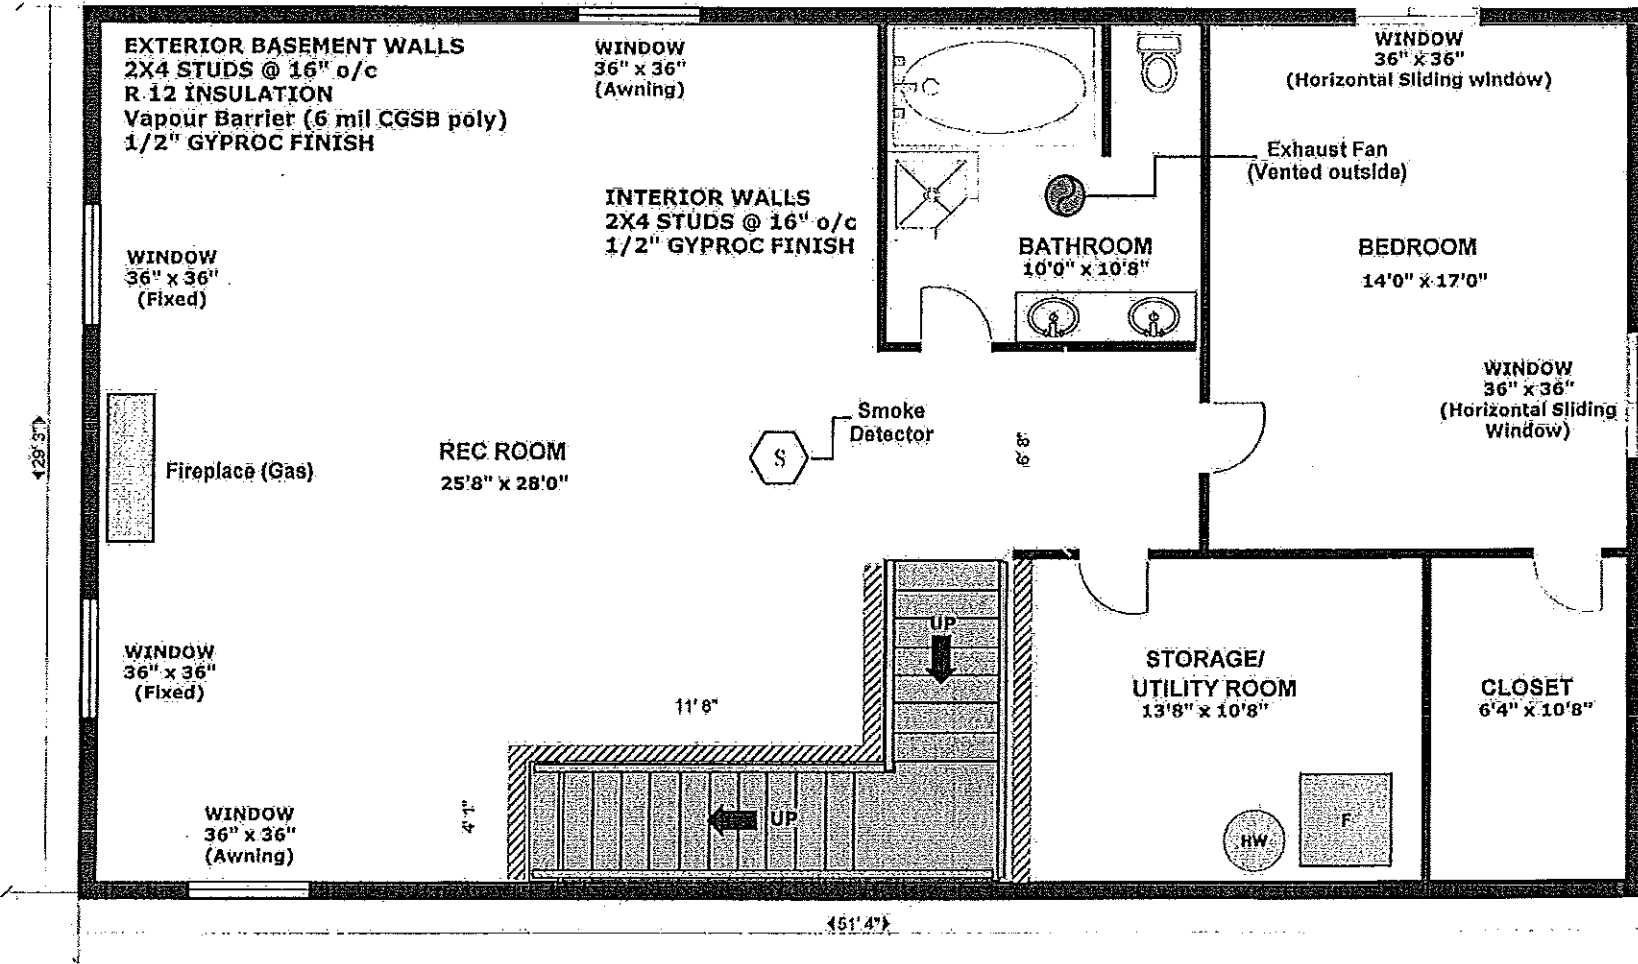 EXTERIOR BASEMENT WALLS
2X4 STUDS @ 16" o/c
R 12 INSULATION
Vapour Barrier (6 mil CGSB poly)
1/2" GYPROC FINISH
WINDOW
36" x 36"
(Awning)
WINDOW
36" x 36"
(Horizontal Sliding window)
Exhaust Fan
(Vented outside)
INTERIOR WALLS
2X4 STUDS @ 16" o/c
1/2" GYPROC FINISH
BATHROOM
10'0" x 10'8"
BEDROOM
14'0" x 17'0"
WINDOW
36" x 36"
(Fixed)
WINDOW
36" x 36"
(Horizontal Sliding
Window)
Smoke
Detector
S
6' 8"
29' 3"
REC ROOM
25'8" x 28'0"
Fireplace (Gas)
UP
WINDOW
36" x 36"
(Fixed)
STORAGE/
UTILITY ROOM
13'8" x 10'8"
CLOSET
6'4" x 10'8"
11' 8"
4' 1"
UP
WINDOW
36" x 36"
(Awning)
HW
F
51' 4"